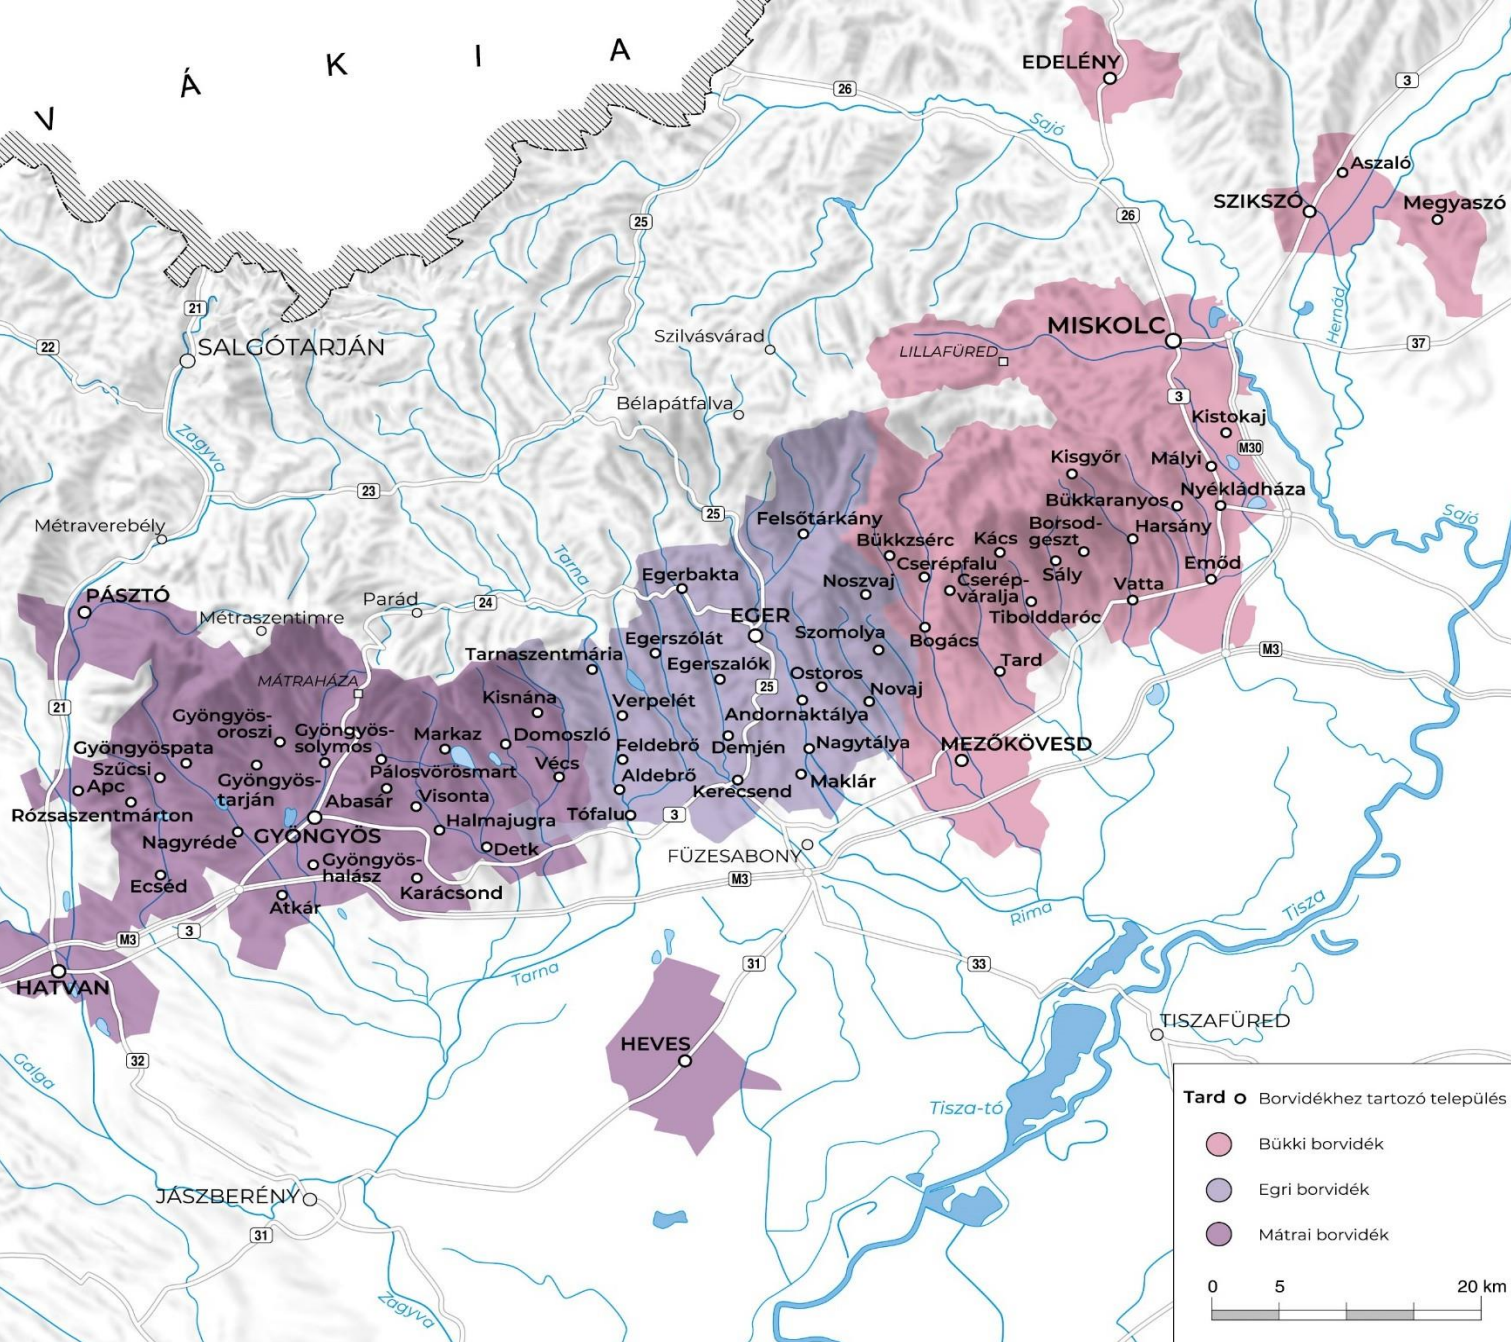 V
Á
K
I
A
EDELÉNY
3
26
Sajó
Aszaló
SZIKSZÓ
Megyaszó
26
25
21
Hernád
MISKOLC
22
SALGÓTARJÁN
Szilvásvárad
LILLAFÜRED
37
3
Bélapátfalva
Kistokaj
Zagyva
M30
Kisgyőr
Mályi
23
Nyékládháza
Bükkaranyos
25
Felsőtárkány
Borsod-
geszt
Harsány
Sajó
Métraverebély
Bükkzsérc
Kács
Tarna
Cserépfalu
Emőd
Egerbakta
Noszvaj
Cserép-
váralja
Sály
Vatta
PÁSZTÓ
Parád
24
Métraszentimre
EGER
Tibolddaróc
Egerszólát
Szomolya
Bogács
Tarnaszentmária
Egerszalók
M3
Tard
MÁTRAHÁZA
Ostoros
25
Kisnána
Novaj
Verpelét
21
Andornaktálya
Gyöngyös-
oroszi
Gyöngyös-
solymos
Markaz
Domoszló
Feldebrő
Demjén
Nagytálya
MEZŐKÖVESD
Gyöngyöspata
Vécs
Szűcsi
Pálosvörösmart
Aldebrő
Apc
Gyöngyös-
tarján
Maklár
Kerecsend
Abasár
Visonta
Rózsaszentmárton
Tófalu
3
Halmajugra
Nagyréde
GYÖNGYÖS
Detk
FÜZESABONY
Gyöngyös-
halász
Ecséd
Karácsond
M3
Atkár
Tisza
Rima
3
M3
31
33
Tarna
HATVAN
TISZAFÜRED
HEVES
32
Galga
Tard
Borvidékhez tartozó település
Tisza-tó
Bükki borvidék
Egri borvidék
JÁSZBERÉNY
31
Mátrai borvidék
0 5 20 km
Zagyva